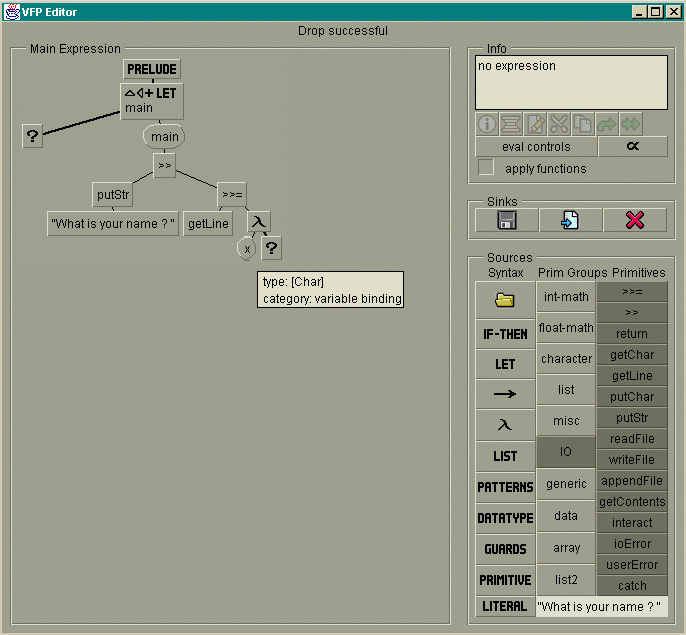 VFP Editor
Drop successful
Main Expression
PRELUDE
LET
main
?
main
>>
putStr
>>=
"What is your name ? "
getLine
λ
x
?
type: [Char]
category: variable binding
Info
no expression
eval controls
∝
apply functions
Sinks
Sources
Syntax Prim Groups Primitives
IF-THEN
LET
→
λ
LIST
PATTERNS
DATATYPE
GUARDS
PRIMITIVE
LITERAL
int-math
float-math
character
list
misc
IO
generic
data
array
list2
>>=
>>
return
getChar
getLine
putChar
putStr
readFile
writeFile
appendFile
getContents
interact
ioError
userError
catch
"What is your name ? "